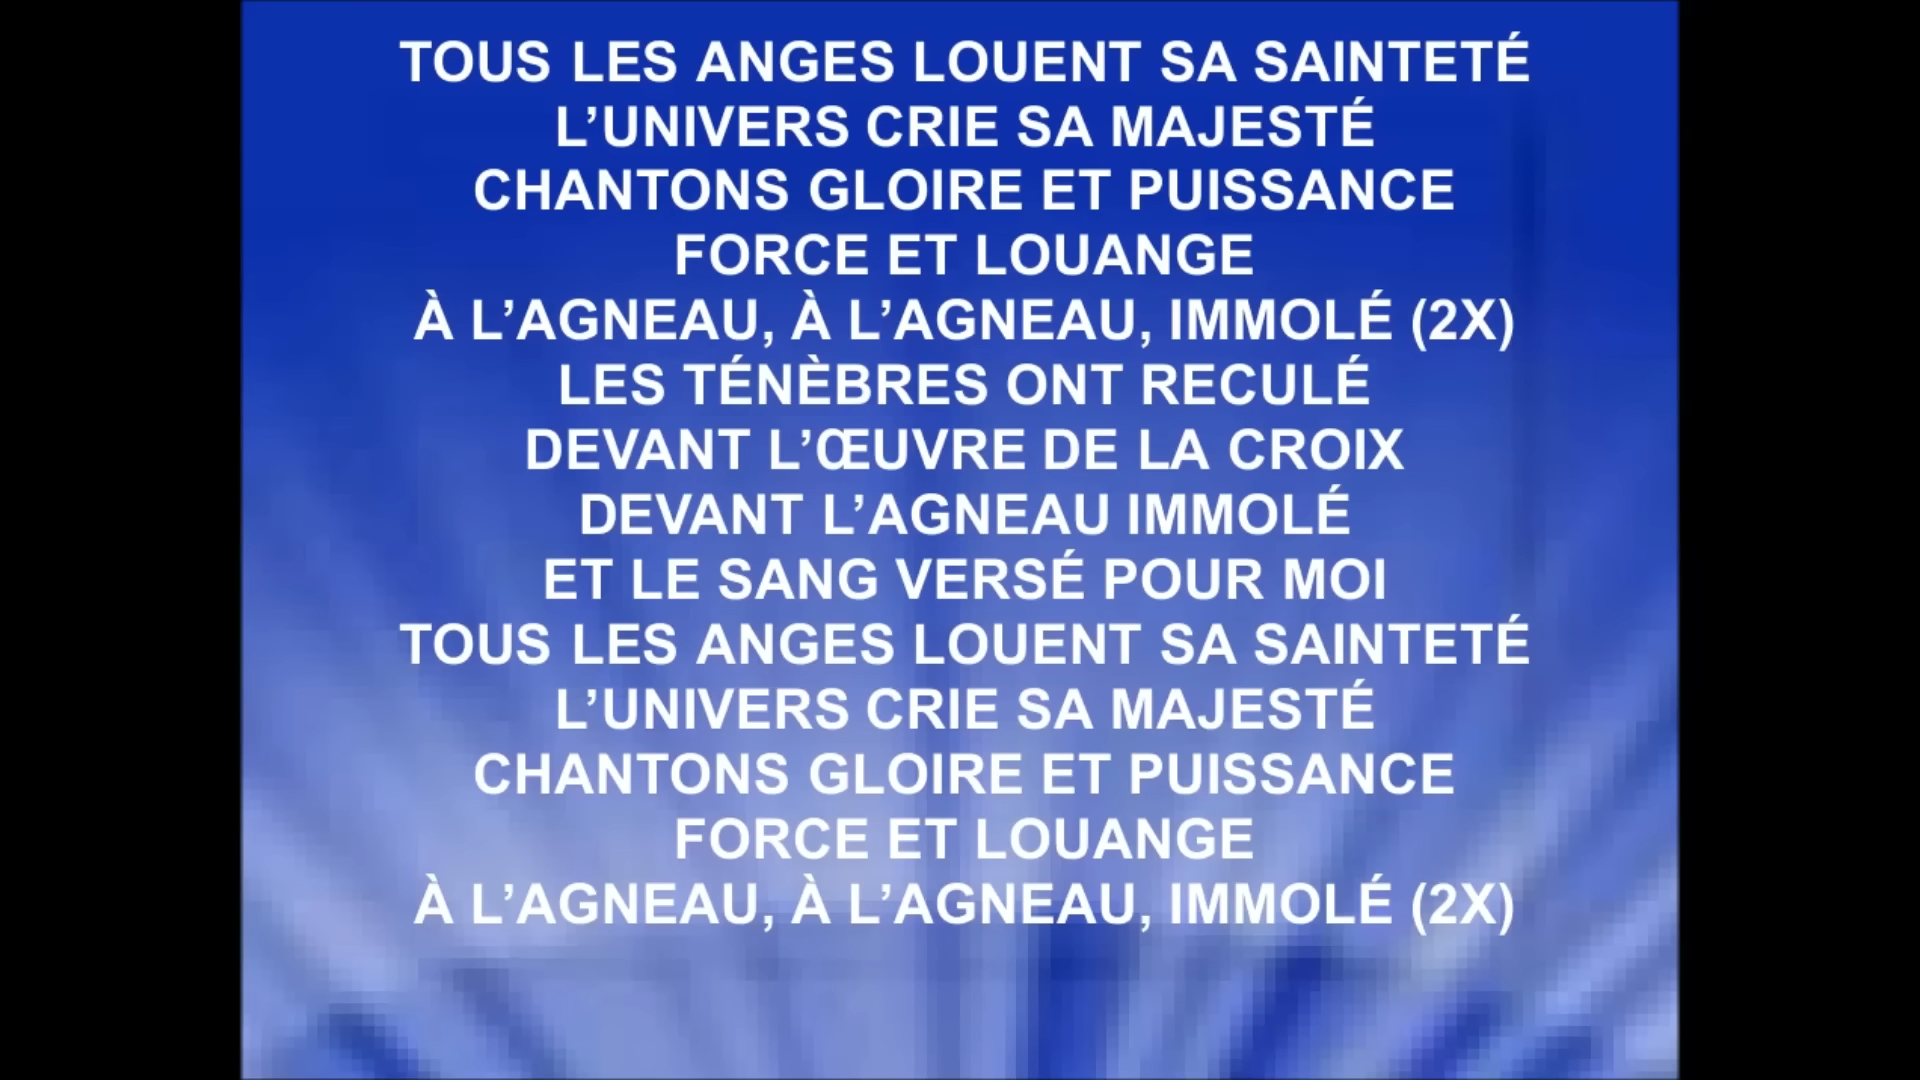 TOUS LES ANGES LOUENT SA SAINTETÉ
L’UNIVERS CRIE SA MAJESTÉ
CHANTONS GLOIRE ET PUISSANCE
FORCE ET LOUANGE
À L’AGNEAU, À L’AGNEAU, IMMOLÉ (2X)
LES TÉNÈBRES ONT RECULÉ
DEVANT L’ŒUVRE DE LA CROIX
DEVANT L’AGNEAU IMMOLÉ
ET LE SANG VERSÉ POUR MOI
TOUS LES ANGES LOUENT SA SAINTETÉ
L’UNIVERS CRIE SA MAJESTÉ
CHANTONS GLOIRE ET PUISSANCE
FORCE ET LOUANGE
À L’AGNEAU, À L’AGNEAU, IMMOLÉ (2X)